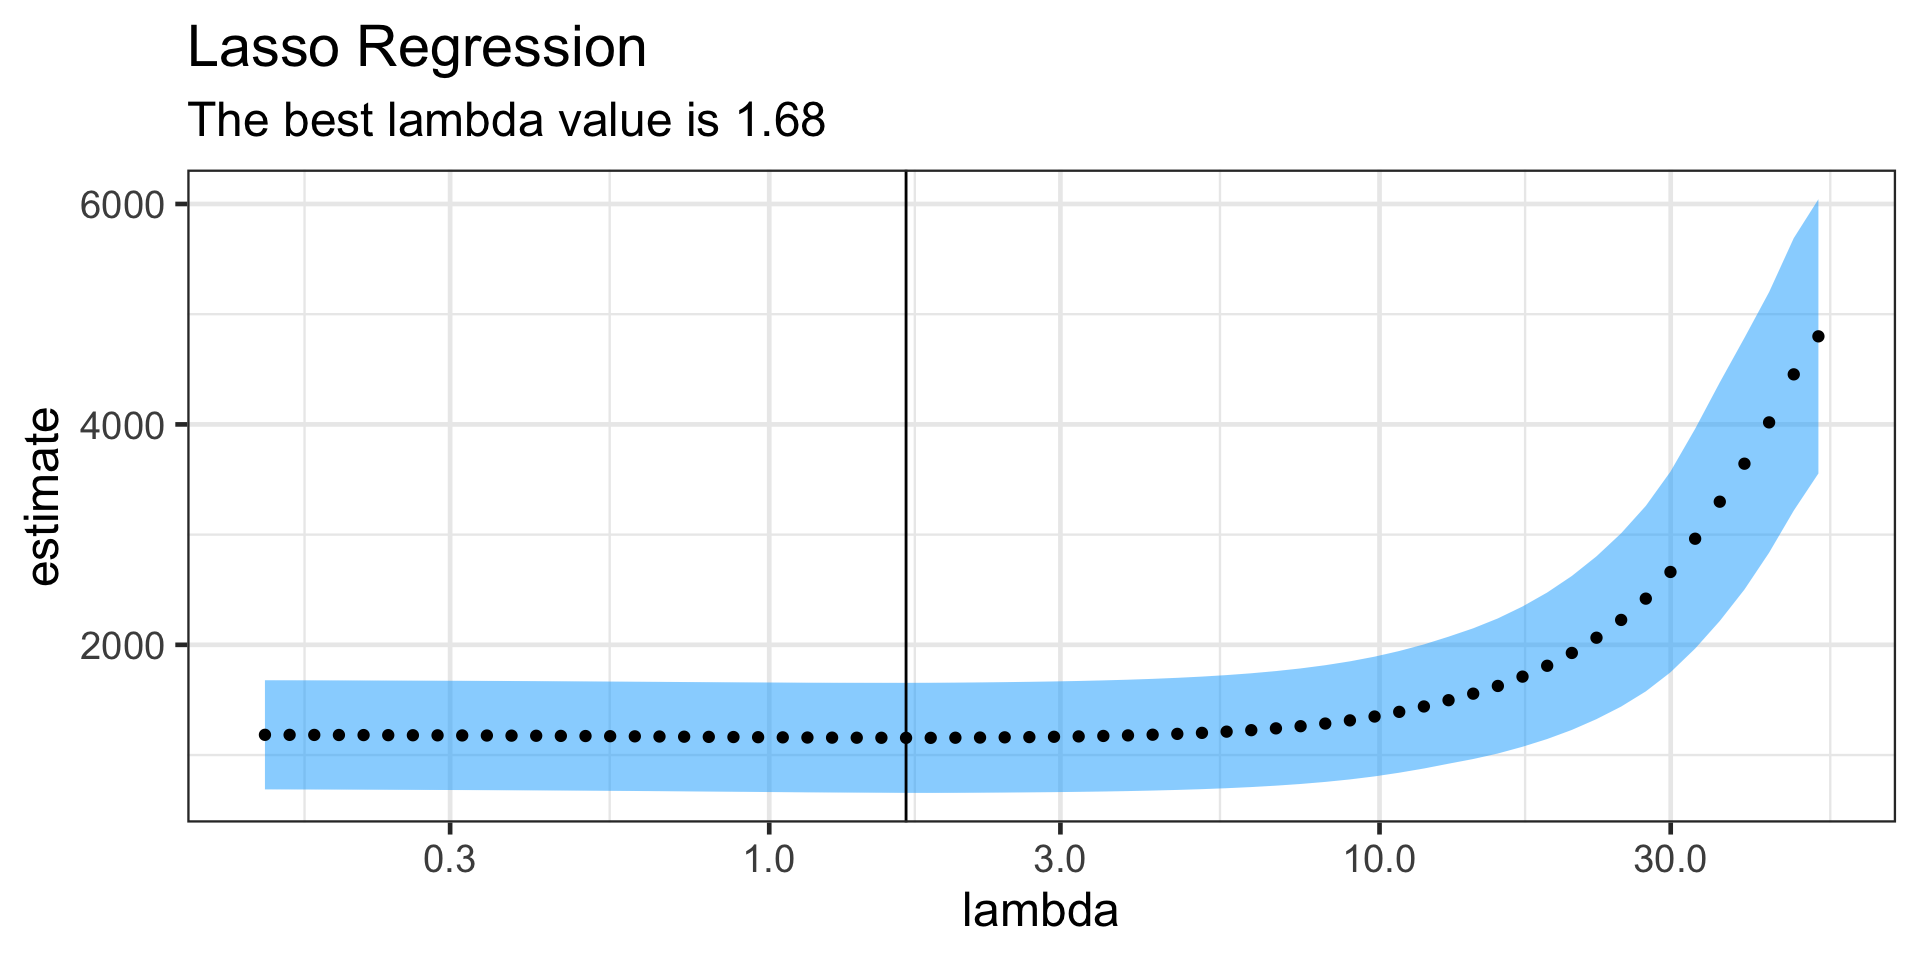 Lasso Regression
The best lambda value is 1.68
6000
4000
2000
estimate
0.3 1.0 3.0 10.0 30.0
lambda